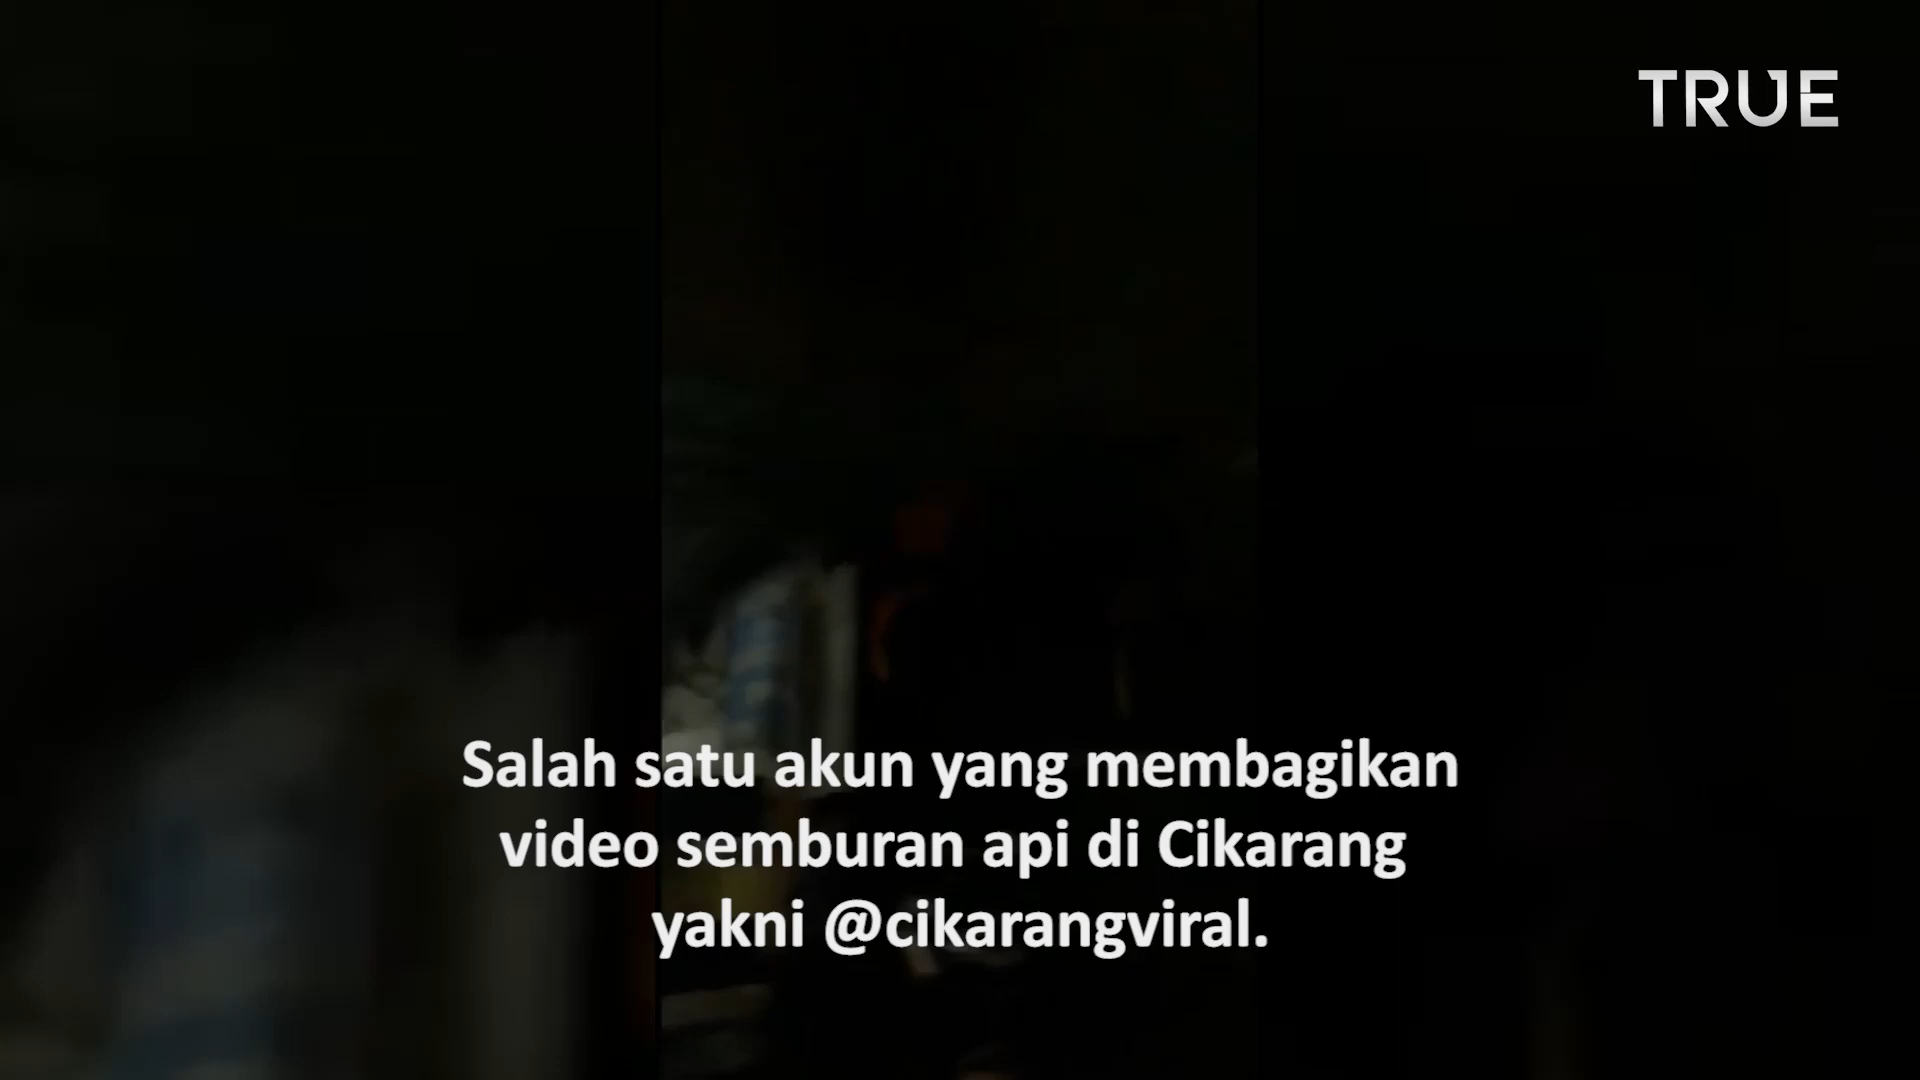 TRUE
Salah satu akun yang membagikan
video semburan api di Cikarang
yakni @cikarangviral.